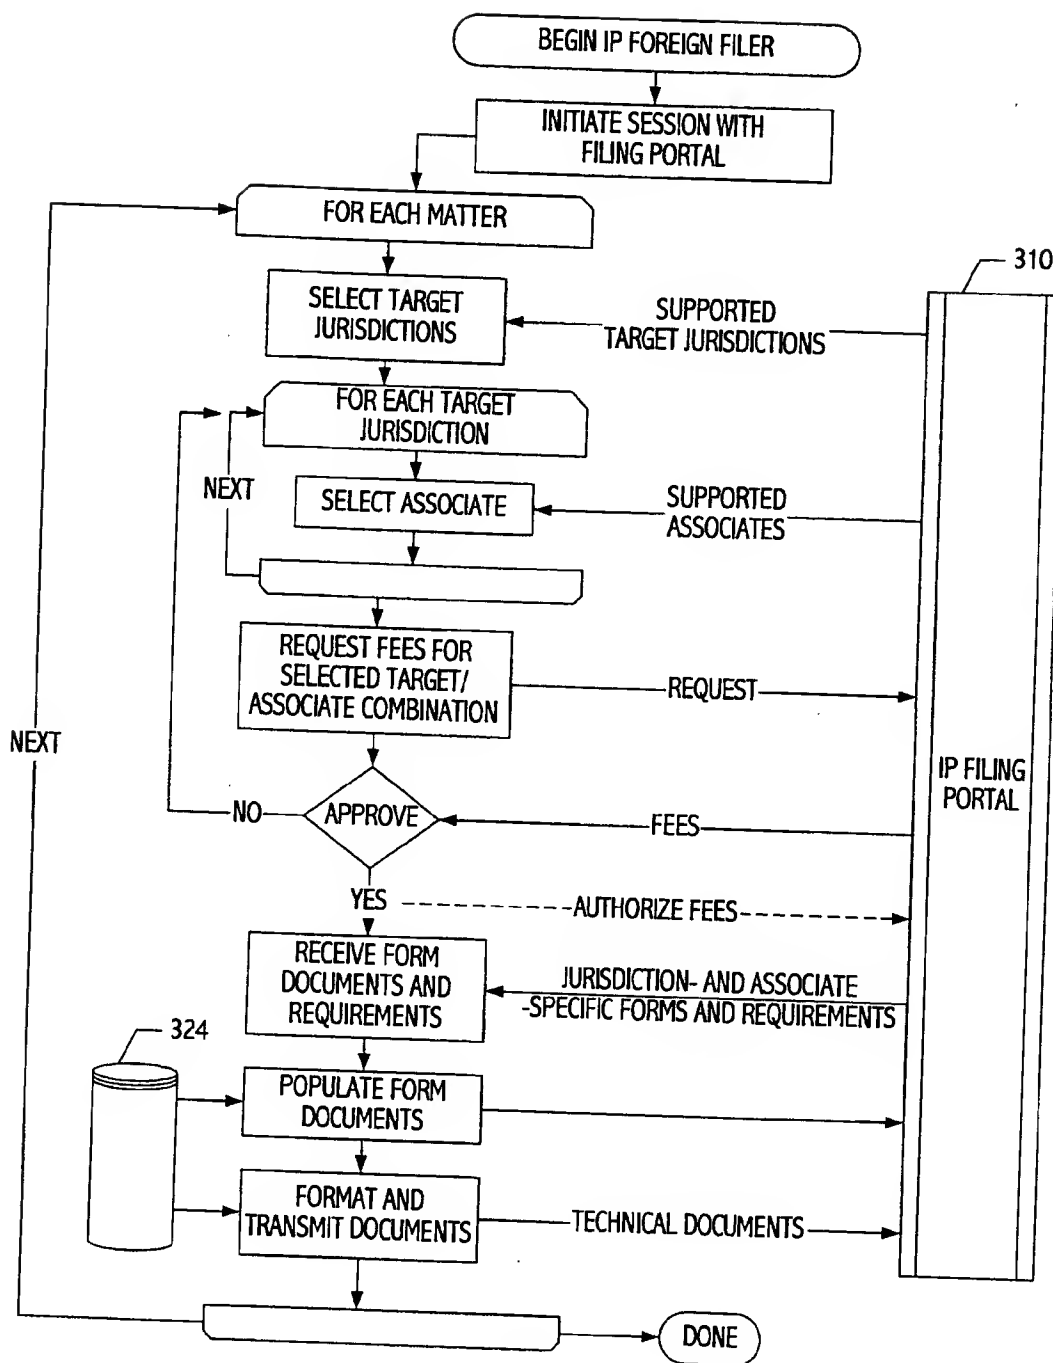 BEGIN IP FOREIGN FILER
INITIATE SESSION WITH
FILING PORTAL
FOR EACH MATTER
310
SELECT TARGET
JURISDICTIONS
SUPPORTED
TARGET JURISDICTIONS
FOR EACH TARGET
JURISDICTION
NEXT
SELECT ASSOCIATE
SUPPORTED
ASSOCIATES
REQUEST FEES FOR
SELECTED TARGET/
ASSOCIATE COMBINATION
REQUEST
NEXT
IP FILING
PORTAL
NO
APPROVE
FEES
YES
AUTHORIZE FEES
RECEIVE FORM
DOCUMENTS AND
REQUIREMENTS
JURISDICTION- AND ASSOCIATE
-SPECIFIC FORMS AND REQUIREMENTS
324
POPULATE FORM
DOCUMENTS
FORMAT AND
TRANSMIT DOCUMENTS
TECHNICAL DOCUMENTS
DONE